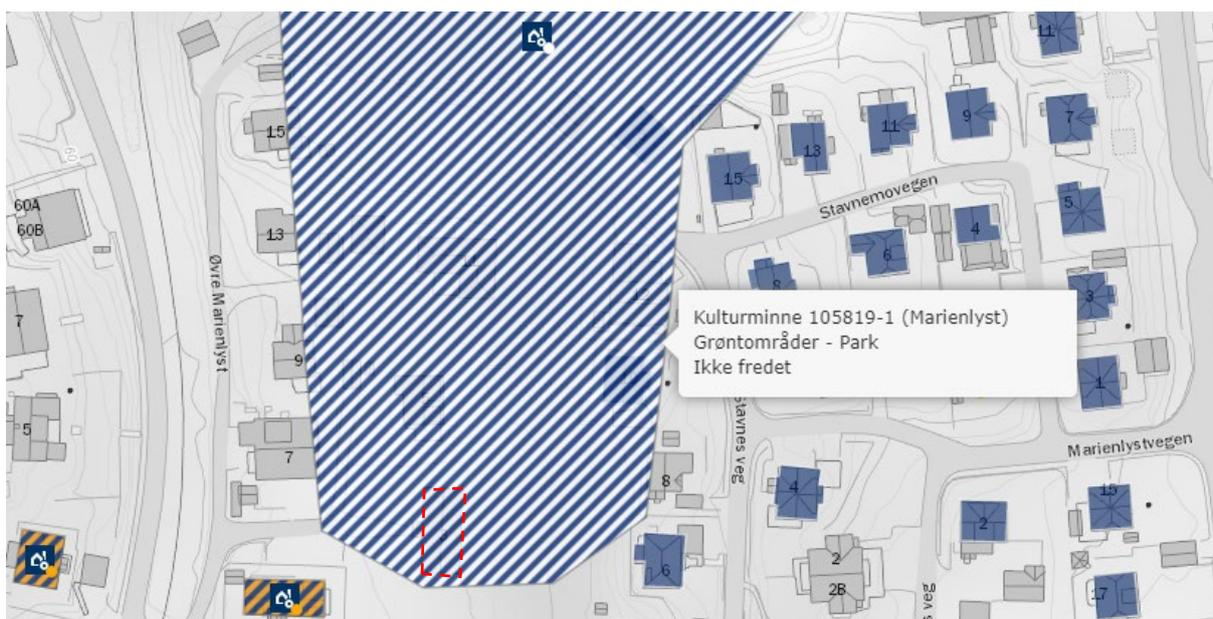 11
15
11
9
7
13
15
60
60A
60B
Stavnemovegen
5
13
4
6
8
Øvre Marienlyst
3
Kulturminne 105819-1 (Marienlyst)
Grøntområder - Park
Ikke fredet
7
9
1
Stavnes veg
5
7
Marienlystvegen
8
4
15
2
6
2
2B
s veg
17